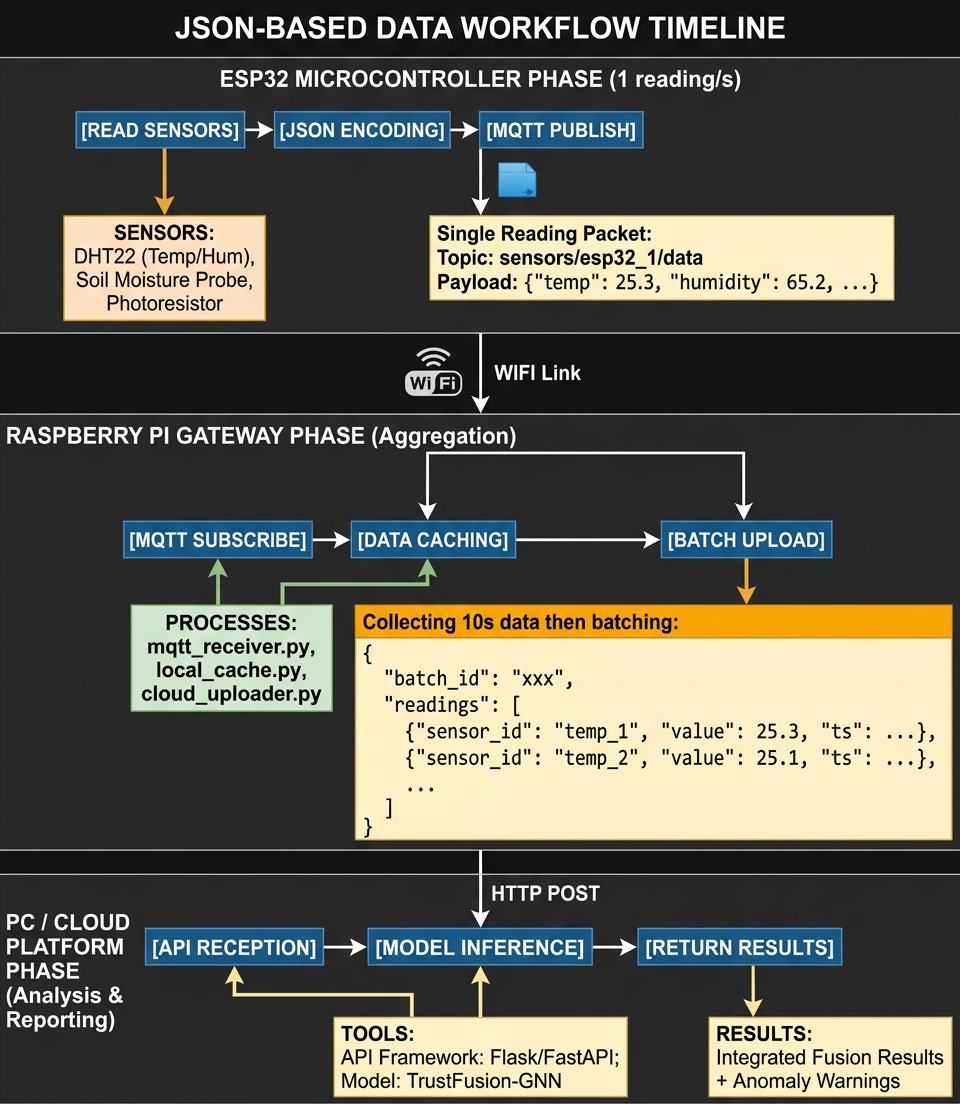 JSON-BASED DATA WORKFLOW TIMELINE
ESP32 MICROCONTROLLER PHASE (1 reading/s)
[READ SENSORS]
[JSON ENCODING]
[MQTT PUBLISH]
SENSORS:
DHT22 (Temp/Hum),
Soil Moisture Probe,
Photoresistor
Single Reading Packet:
Topic: sensors/esp32_1/data
Payload: {"temp": 25.3, "humidity": 65.2, ...}
WiFi
WIFI Link
RASPBERRY PI GATEWAY PHASE (Aggregation)
[MQTT SUBSCRIBE]
[DATA CACHING]
[BATCH UPLOAD]
PROCESSES:
mqtt_receiver.py,
local_cache.py,
cloud_uploader.py
Collecting 10s data then batching:
{
"batch_id": "xxx",
"readings": [
{"sensor_id": "temp_1", "value": 25.3, "ts": ...},
{"sensor_id": "temp_2", "value": 25.1, "ts": ...},
...
]
}
HTTP POST
PC / CLOUD
PLATFORM
PHASE
(Analysis &
Reporting)
[API RECEPTION]
[MODEL INFERENCE]
[RETURN RESULTS]
TOOLS:
API Framework: Flask/FastAPI;
Model: TrustFusion-GNN
RESULTS:
Integrated Fusion Results
+ Anomaly Warnings